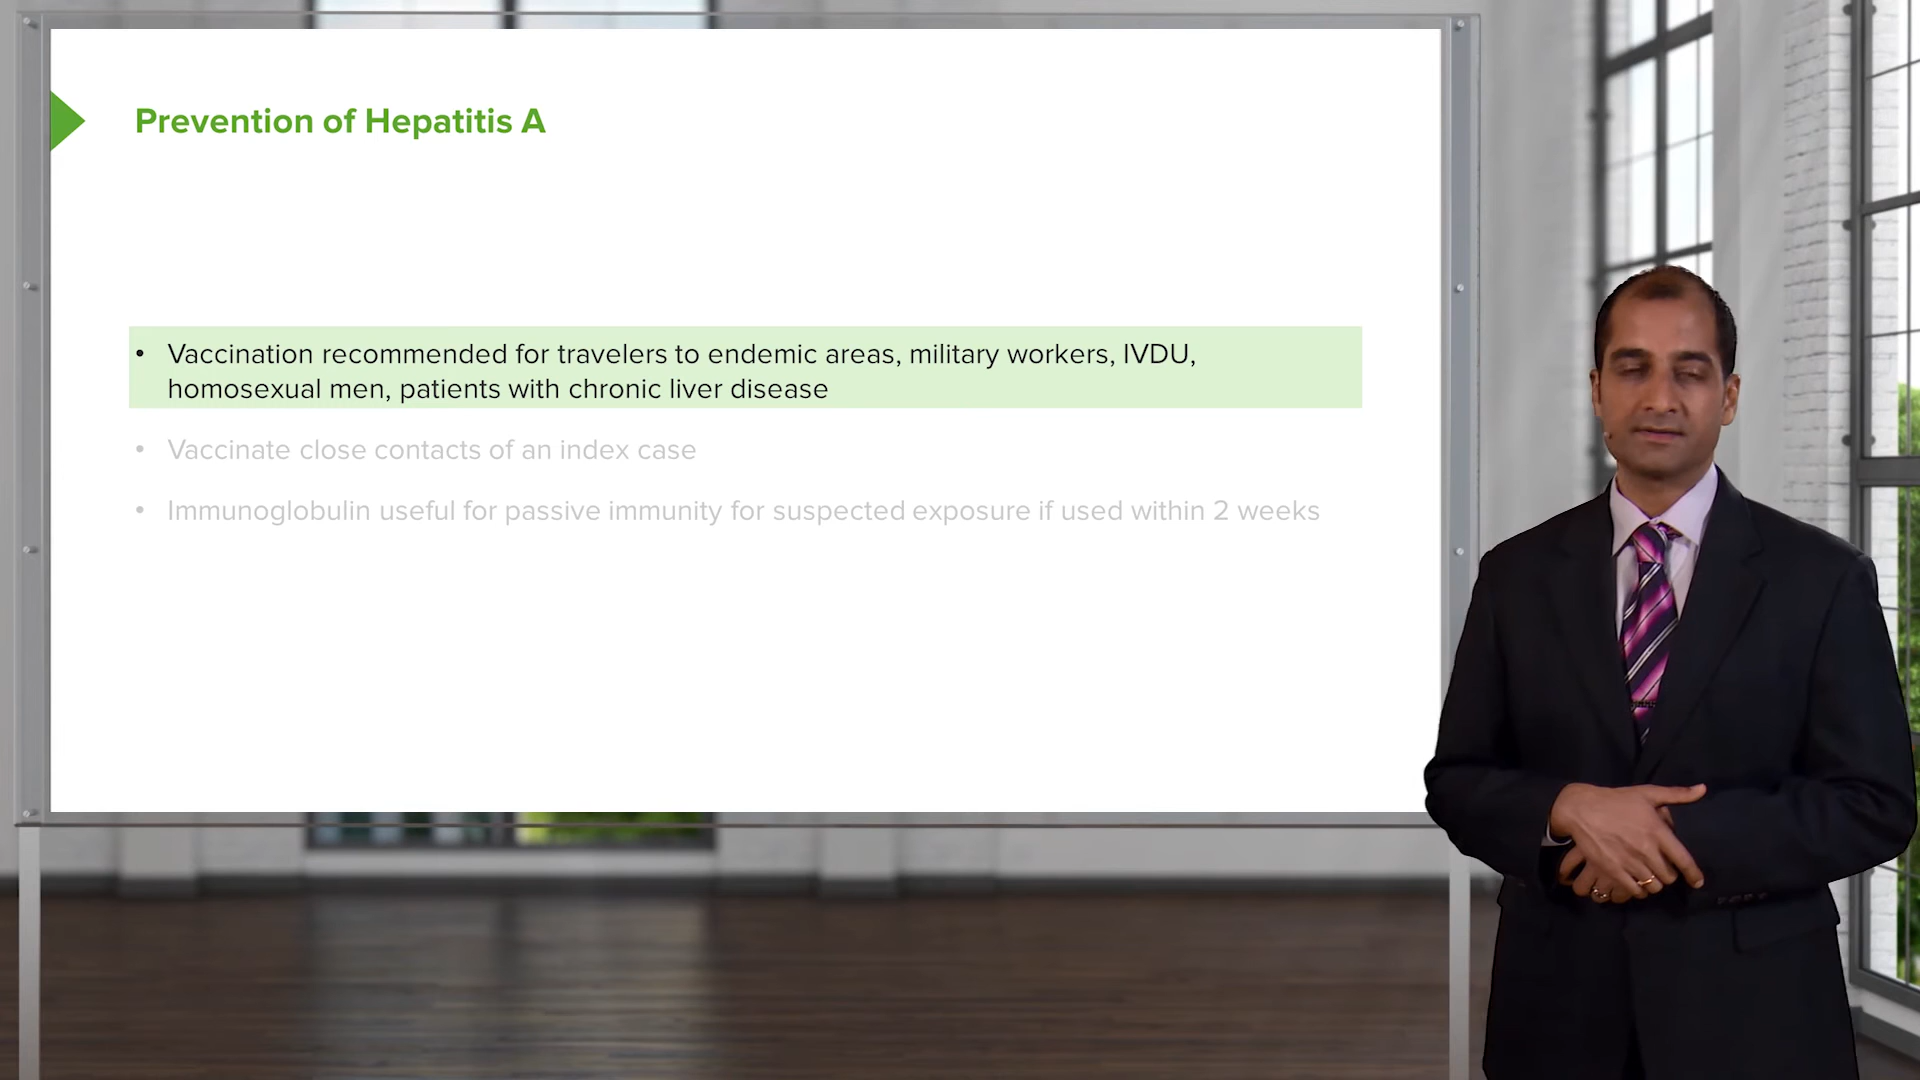 Prevention of Hepatitis A
• Vaccination recommended for travelers to endemic areas, military workers, IVDU,
homosexual men, patients with chronic liver disease
• Vaccinate close contacts of an index case
• Immunoglobulin useful for passive immunity for suspected exposure if used within 2 weeks